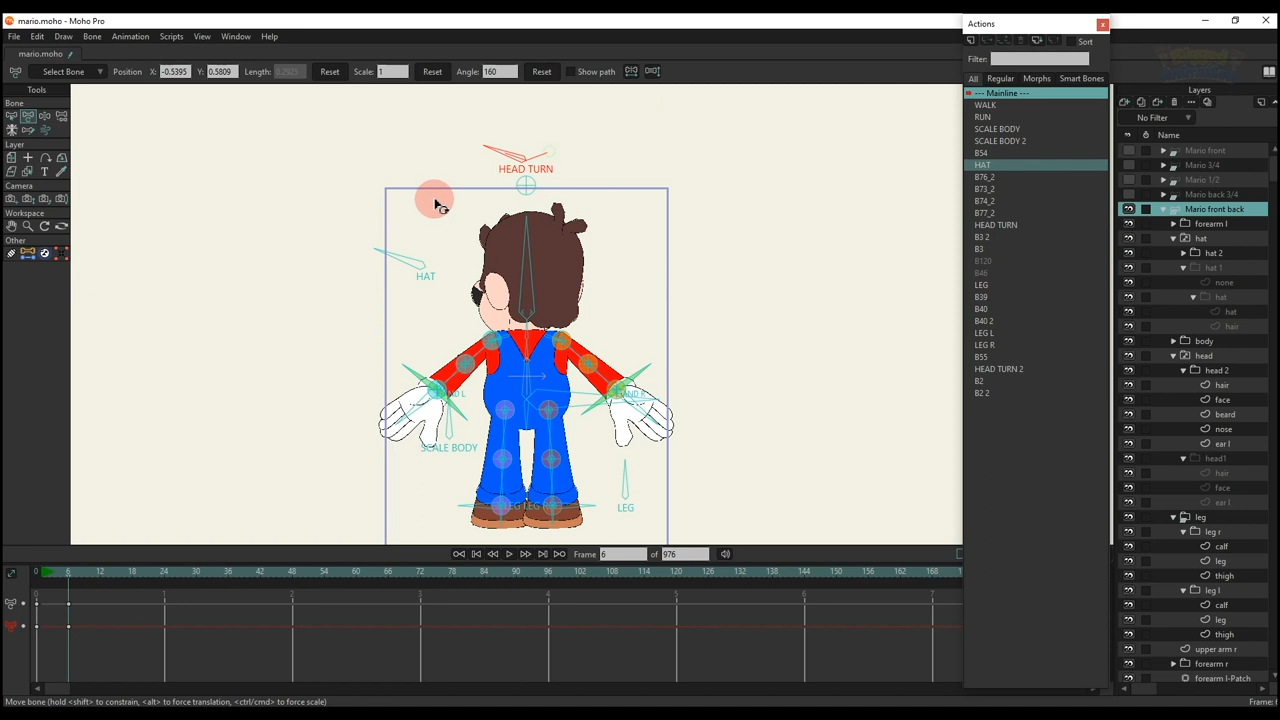 mario.moho - Moho Pro
File Edit Draw Bone Animation Scripts View Window Help
mario.moho
Select Bone Position X: -0.5395 Y: 0.5809 Length: 0.2925 Reset Scale: 1 Reset Angle: 160 Reset Show path
Tools
Bone
Layer
Camera
Workspace
Other
HEAD TURN
HAT
SCALE BODY
LEG
Actions
Sort
Filter:
All Regular Morphs Smart Bones
--- Mainline ---
WALK
RUN
SCALE BODY
SCALE BODY 2
B54
HAT
B76_2
B73_2
B74_2
B77_2
HEAD TURN
B3 2
B3
B120
B46
LEG
B39
B40
B40 2
LEG L
LEG R
B55
HEAD TURN 2
B2
B2 2
Layers
No Filter
Name
Mario front
Mario 3/4
Mario 1/2
Mario back 3/4
Mario front back
forearm l
hat
hat 2
hat 1
none
hat
hat
hair
body
head
head 2
hair
face
beard
nose
ear l
head1
hair
face
ear l
leg
leg r
calf
leg
thigh
leg l
calf
leg
thigh
upper arm r
forearm r
forearm l-Patch
Frame 6 of 976
0 6 12 18 24 30 36 42 48 54 60 66 72 78 84 90 96 102 108 114 120 126 132 138 144 150 156 162 168
0 1 2 3 4 5 6 7
Move bone (hold <shift> to constrain, <alt> to force translation, <ctrl/cmd> to force scale)
Frame: